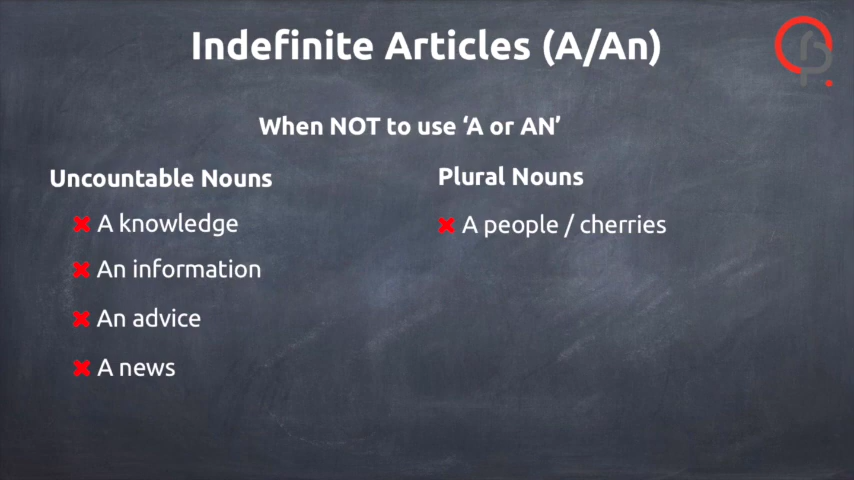 Indefinite Articles (A/An)
When NOT to use ‘A or AN’
Uncountable Nouns
A knowledge
An information
An advice
A news
Plural Nouns
A people / cherries